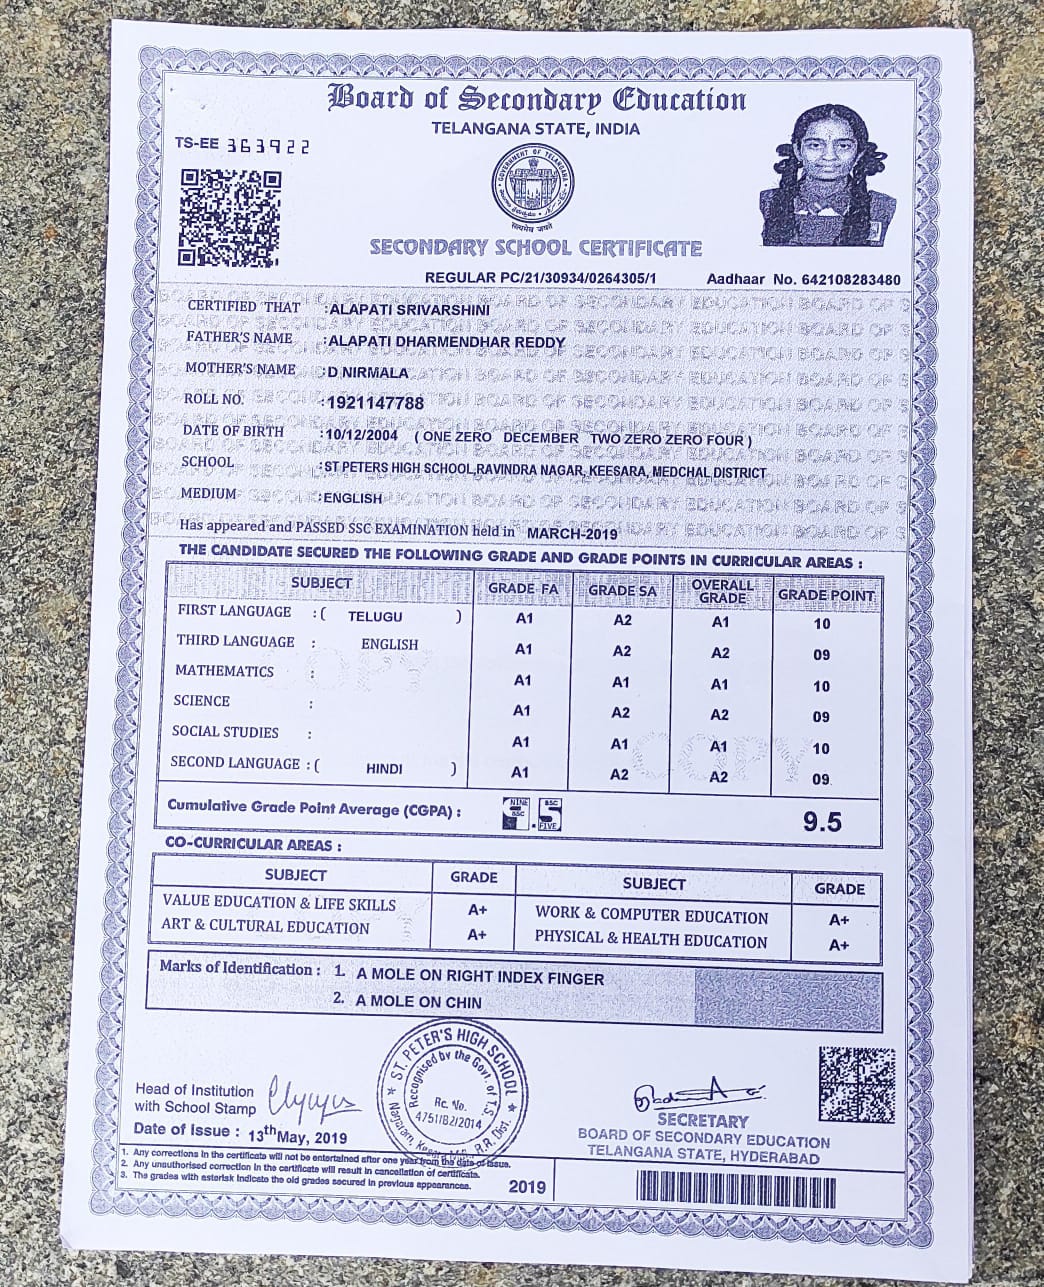 Board of Secondary Education
TELANGANA STATE, INDIA
TS-EE 363922
GOVERNMENT OF TELANGANA
सत्यमेव जयते
SECONDARY SCHOOL CERTIFICATE
REGULAR PC/21/30934/0264305/1 Aadhaar No. 642108283480
CERTIFIED THAT :ALAPATI SRIVARSHINI
FATHER'S NAME :ALAPATI DHARMENDHAR REDDY
MOTHER'S NAME :D NIRMALA
ROLL NO. :1921147788
DATE OF BIRTH :10/12/2004 ( ONE ZERO DECEMBER TWO ZERO ZERO FOUR )
SCHOOL :ST PETERS HIGH SCHOOL,RAVINDRA NAGAR, KEESARA, MEDCHAL DISTRICT
MEDIUM :ENGLISH
Has appeared and PASSED SSC EXAMINATION held in MARCH-2019
THE CANDIDATE SECURED THE FOLLOWING GRADE AND GRADE POINTS IN CURRICULAR AREAS :
SUBJECT GRADE FA GRADE SA OVERALL GRADE GRADE POINT
FIRST LANGUAGE :( TELUGU ) A1 A2 A1 10
THIRD LANGUAGE : ENGLISH A1 A2 A2 09
MATHEMATICS : A1 A1 A1 10
SCIENCE : A1 A2 A2 09
SOCIAL STUDIES : A1 A1 A1 10
SECOND LANGUAGE :( HINDI ) A1 A2 A2 09
COPY
COPY
Cumulative Grade Point Average (CGPA) : NINE SSC . SSC 5 FIVE 9.5
CO-CURRICULAR AREAS :
SUBJECT GRADE SUBJECT GRADE
VALUE EDUCATION & LIFE SKILLS A+ WORK & COMPUTER EDUCATION A+
ART & CULTURAL EDUCATION A+ PHYSICAL & HEALTH EDUCATION A+
Marks of Identification : 1. A MOLE ON RIGHT INDEX FINGER
2. A MOLE ON CHIN
ST. PETER'S HIGH SCHOOL
Recognised by the Govt. of T.S.
Rc. No.
4751/B2/2014
R.R. Dist.
Head of Institution
with School Stamp
Date of Issue : 13th May, 2019
SECRETARY
BOARD OF SECONDARY EDUCATION
TELANGANA STATE, HYDERABAD
1. Any corrections in the certificate will not be entertained after one year from the date of issue.
2. Any unauthorised correction in the certificate will result in cancellation of certificate.
3. The grades with asterisk indicate the old grades secured in previous appearances.
2019